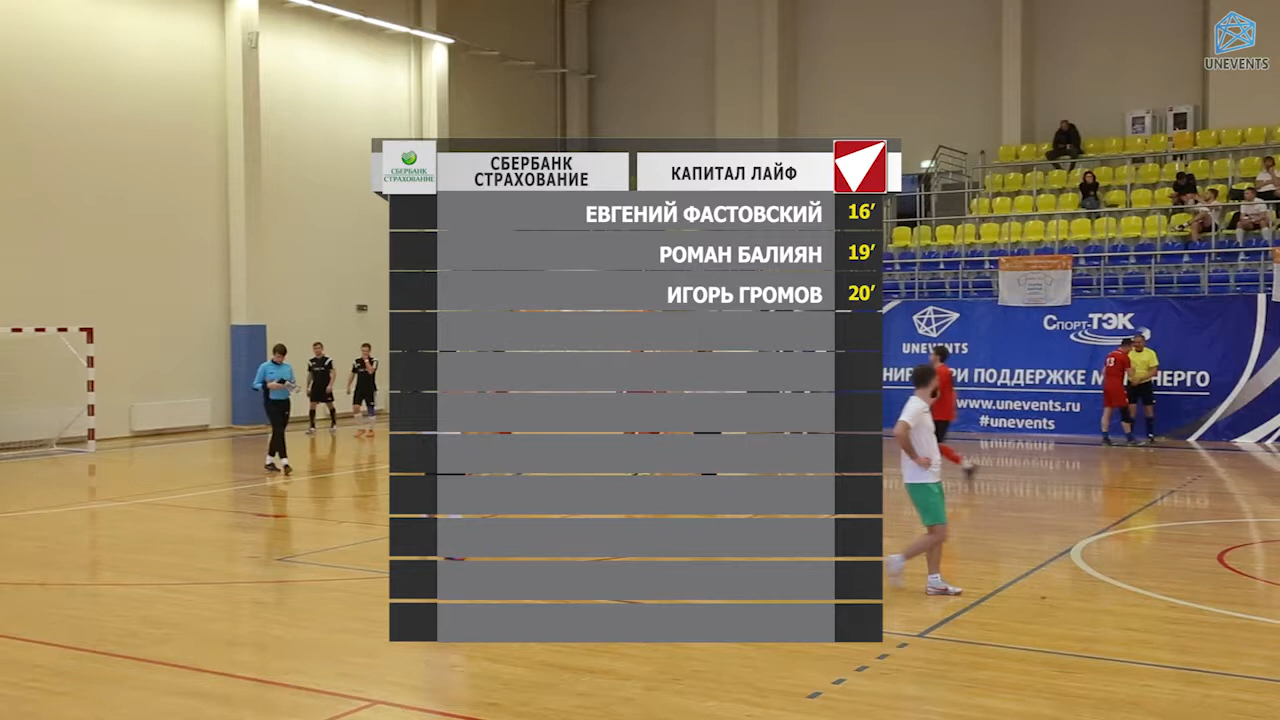 UNEVENTS
СБЕРБАНК
СТРАХОВАНИЕ
СБЕРБАНК
СТРАХОВАНИЕ
КАПИТАЛ ЛАЙФ
ЕВГЕНИЙ ФАСТОВСКИЙ 16′
РОМАН БАЛИЯН 19′
ИГОРЬ ГРОМОВ 20′
UNEVENTS
СПОРТ-ТЭК
ПОДДЕРЖКЕ
www.unevents.ru
#unevents
13